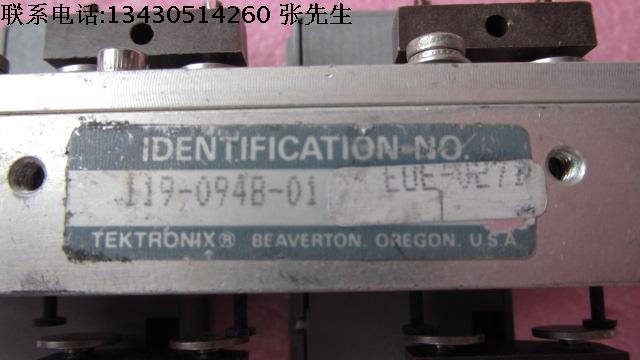 联系电话:13430514260 张先生
IDENTIFICATION NO.
119-0948-01
TEKTRONIX® BEAVERTON, OREGON, U.S.A.